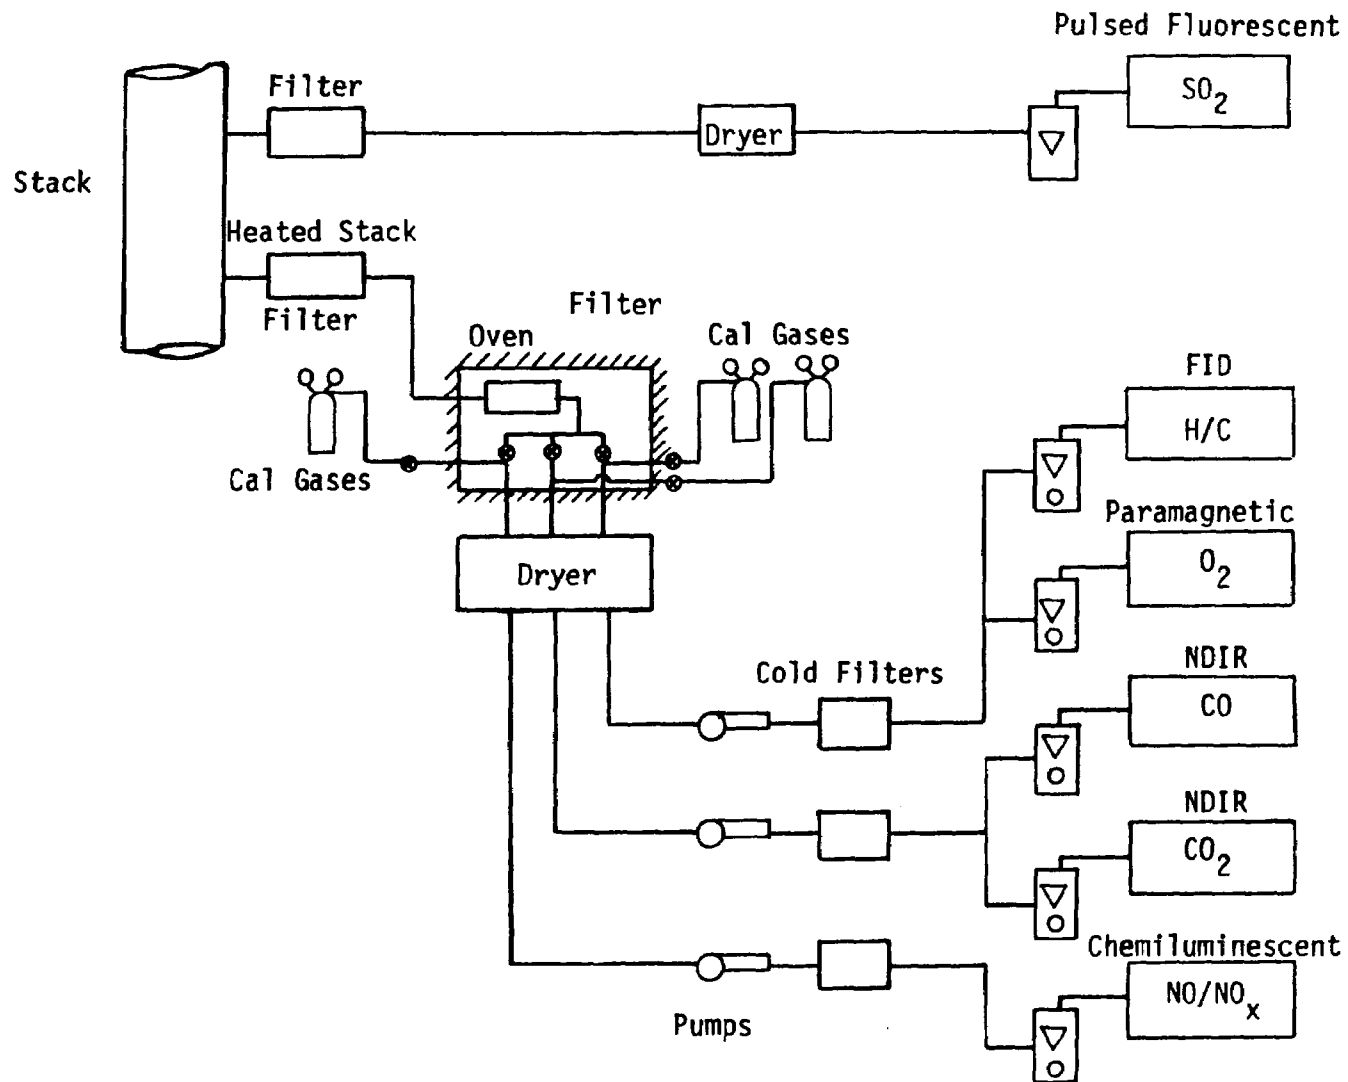 Pulsed Fluorescent
SO2
Filter
Dryer
Stack
Heated Stack
Filter
Filter
Oven
Cal Gases
Cal Gases
FID
H/C
Paramagnetic
O2
Dryer
NDIR
CO
Cold Filters
NDIR
CO2
Chemiluminescent
NO/NOx
Pumps